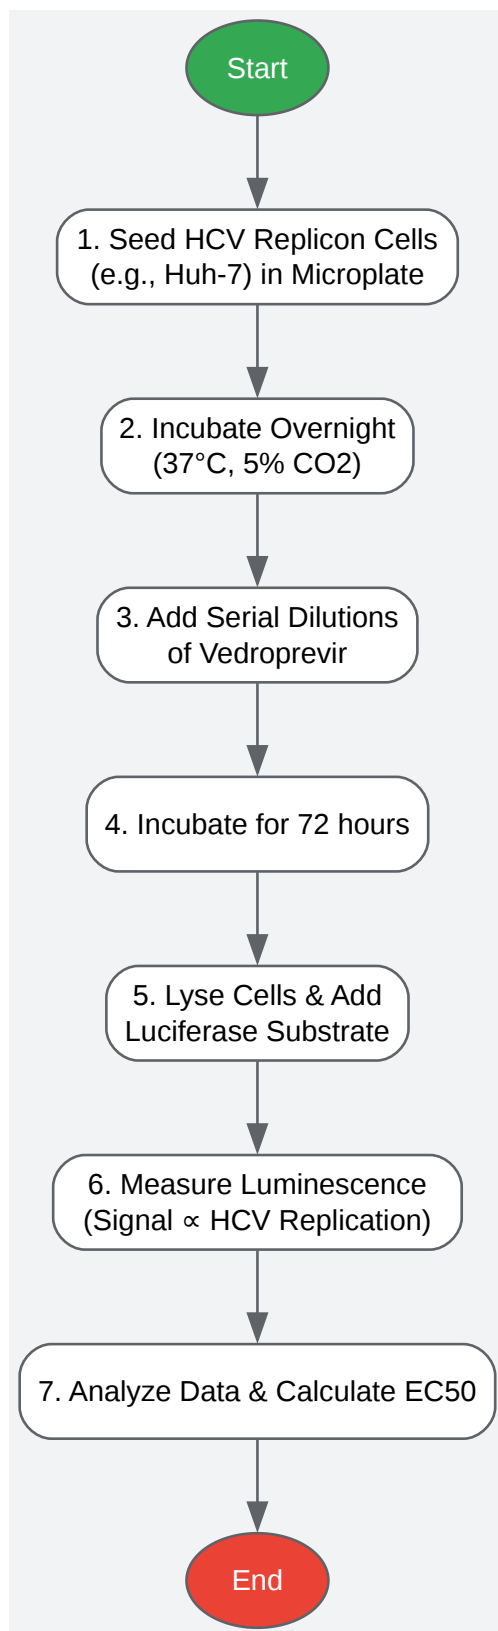 Start
1. Seed HCV Replicon Cells
(e.g., Huh-7) in Microplate
2. Incubate Overnight
(37°C, 5% CO2)
3. Add Serial Dilutions
of Vedroprevir
4. Incubate for 72 hours
5. Lyse Cells & Add
Luciferase Substrate
6. Measure Luminescence
(Signal ∝ HCV Replication)
7. Analyze Data & Calculate EC50
End